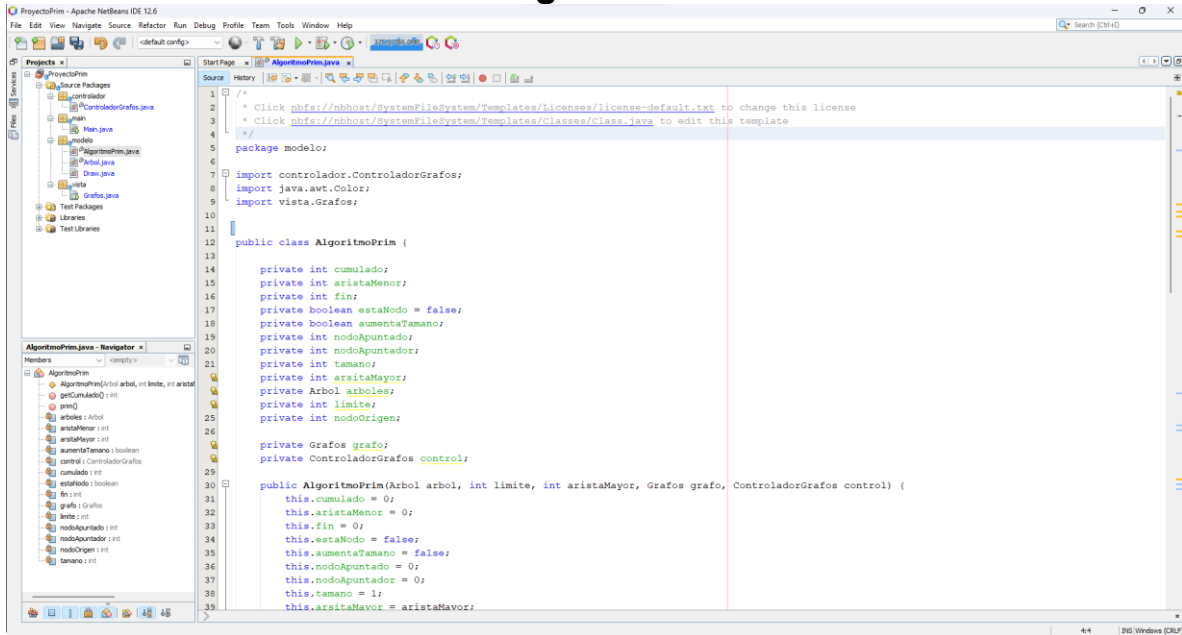 ProyectoPrim - Apache NetBeans IDE 12.6
File Edit View Navigate Source Refactor Run Debug Profile Team Tools Window Help
Search (Ctrl+I)
<default config>
Projects
ProyectoPrim
Source Packages
controlador
ControladorGrafos.java
main
Main.java
modelo
AlgoritmoPrim.java
Arbol.java
Draw.java
vista
Grafos.java
Test Packages
Libraries
Test Libraries
Services
Files
AlgoritmoPrim.java - Navigator
Members <empty>
AlgoritmoPrim
AlgoritmoPrim(Arbol arbol, int limite, int arista
getCumulado() : int
prim()
arboles : Arbol
aristaMenor : int
arsitaMayor : int
aumentaTamano : boolean
control : ControladorGrafos
cumulado : int
estaNodo : boolean
fin : int
grafo : Grafos
limite : int
nodoApuntado : int
nodoApuntador : int
nodoOrigen : int
tamano : int
Start Page AlgoritmoPrim.java
Source History
1 /*
2 * Click nbfs://nbhost/SystemFileSystem/Templates/Licenses/license-default.txt to change this license
3 * Click nbfs://nbhost/SystemFileSystem/Templates/Classes/Class.java to edit this template
4 */
5 package modelo;
6
7 import controlador.ControladorGrafos;
8 import java.awt.Color;
9 import vista.Grafos;
10
11
12 public class AlgoritmoPrim {
13
14 private int cumulado;
15 private int aristaMenor;
16 private int fin;
17 private boolean estaNodo = false;
18 private boolean aumentaTamano;
19 private int nodoApuntado;
20 private int nodoApuntador;
21 private int tamano;
private int arsitaMayor;
private Arbol arboles;
private int limite;
25 private int nodoOrigen;
26
private Grafos grafo;
private ControladorGrafos control;
29
30 public AlgoritmoPrim(Arbol arbol, int limite, int aristaMayor, Grafos grafo, ControladorGrafos control) {
31 this.cumulado = 0;
32 this.aristaMenor = 0;
33 this.fin = 0;
34 this.estaNodo = false;
35 this.aumentaTamano = false;
36 this.nodoApuntado = 0;
37 this.nodoApuntador = 0;
38 this.tamano = 1;
39 this.arsitaMayor = aristaMayor;
4:4 INS Windows (CRLF